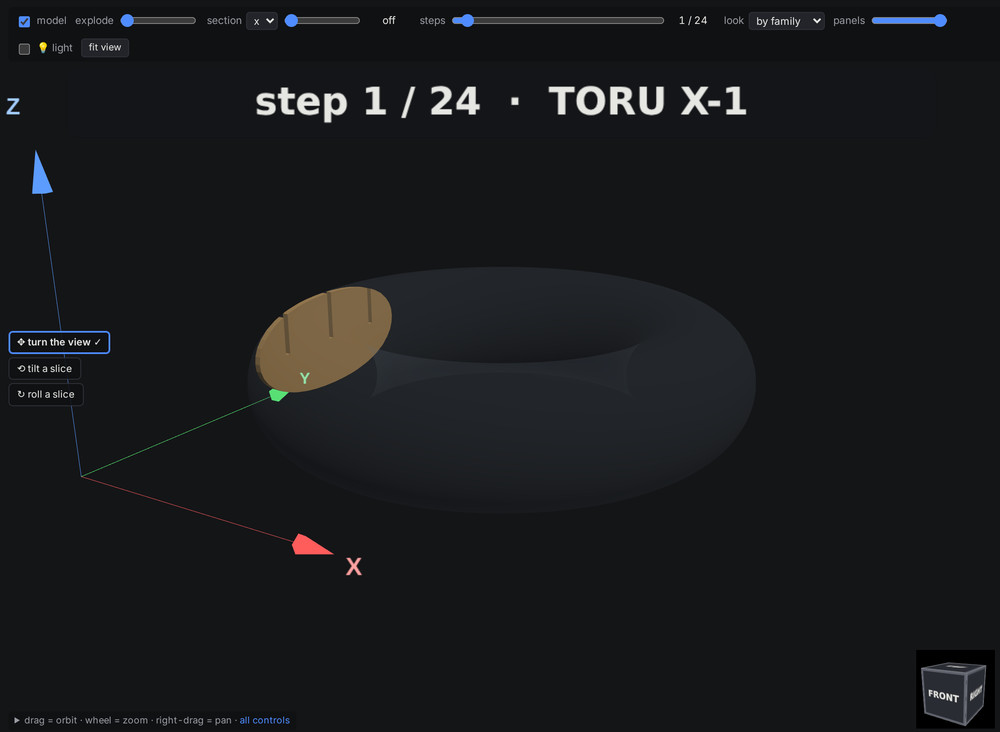 model explode section x off steps 1 / 24 look by family panels
💡 light fit view
step 1 / 24 · TORU X-1
Z
✥ turn the view ✓
⟲ tilt a slice
↻ roll a slice
Y
X
FRONT
RIGHT
▶ drag = orbit · wheel = zoom · right-drag = pan · all controls